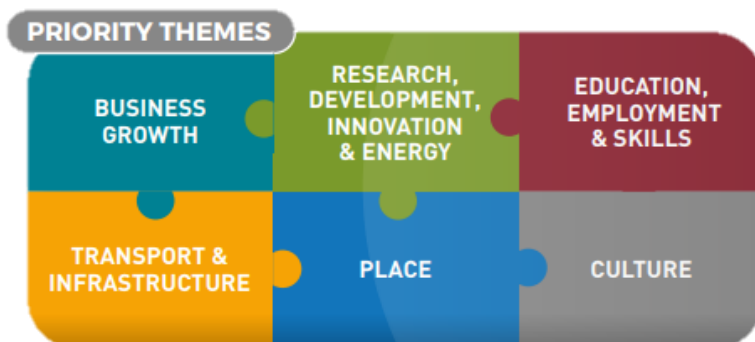 PRIORITY THEMES
BUSINESS
GROWTH
RESEARCH,
DEVELOPMENT,
INNOVATION
& ENERGY
EDUCATION,
EMPLOYMENT
& SKILLS
TRANSPORT &
INFRASTRUCTURE
PLACE
CULTURE